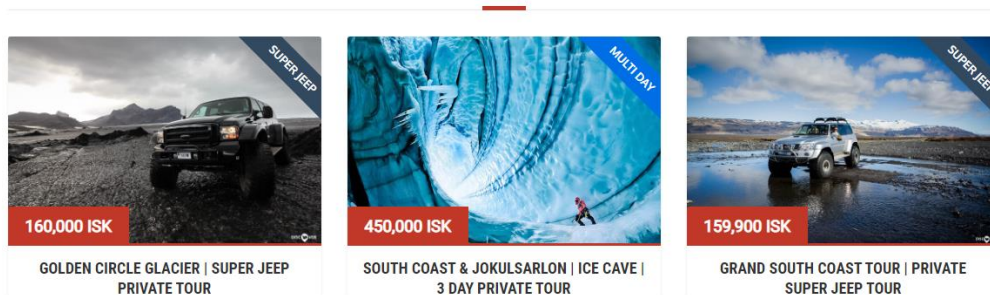 SUPER JEEP
160,000 ISK
GOLDEN CIRCLE GLACIER | SUPER JEEP
PRIVATE TOUR
MULTI DAY
450,000 ISK
SOUTH COAST & JOKULSARLON | ICE CAVE |
3 DAY PRIVATE TOUR
SUPER JEEP
159,900 ISK
GRAND SOUTH COAST TOUR | PRIVATE
SUPER JEEP TOUR